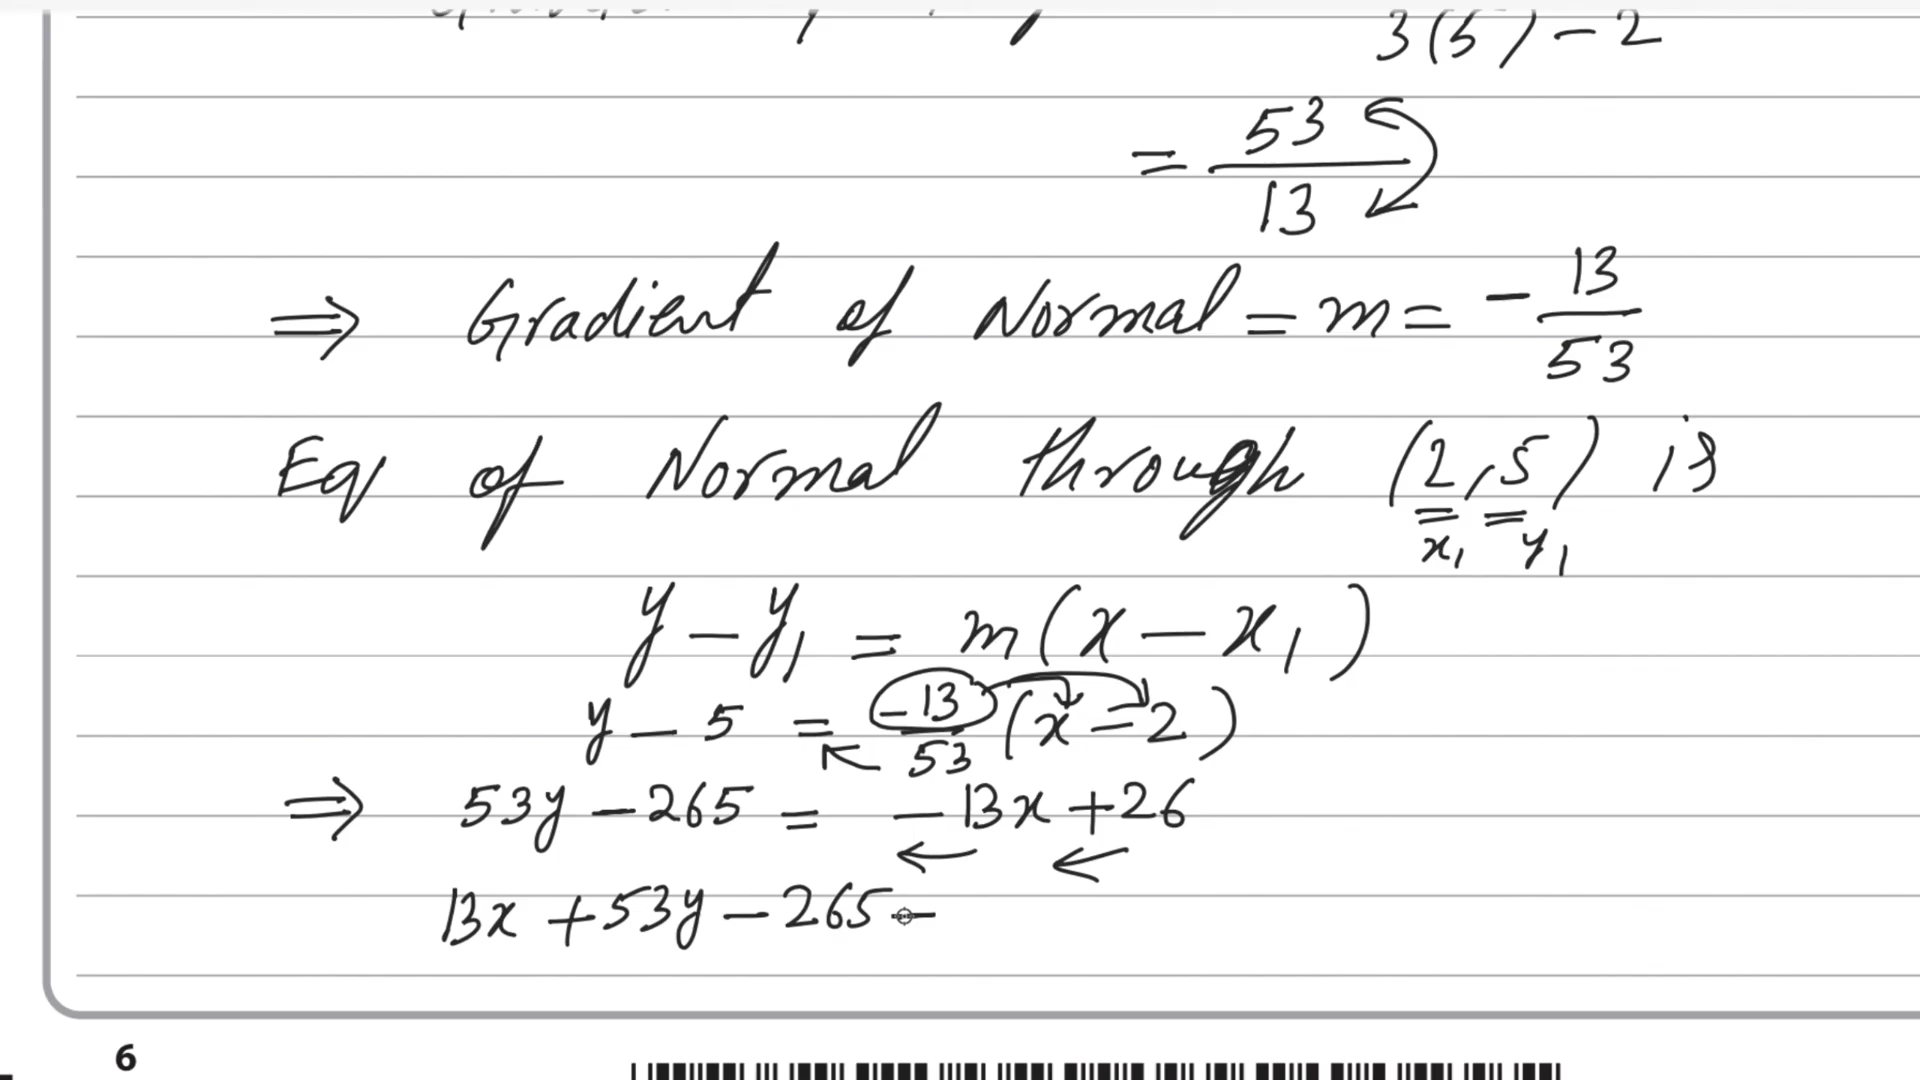 3(5) - 2
= 53/13
⇒ Gradient of Normal = m = - 13/53
Eq of Normal through (2, 5) is
x₁ y₁
y - y₁ = m(x - x₁)
y - 5 = -13/53 (x - 2)
⇒ 53y - 265 = -13x + 26
13x + 53y - 265 -
6